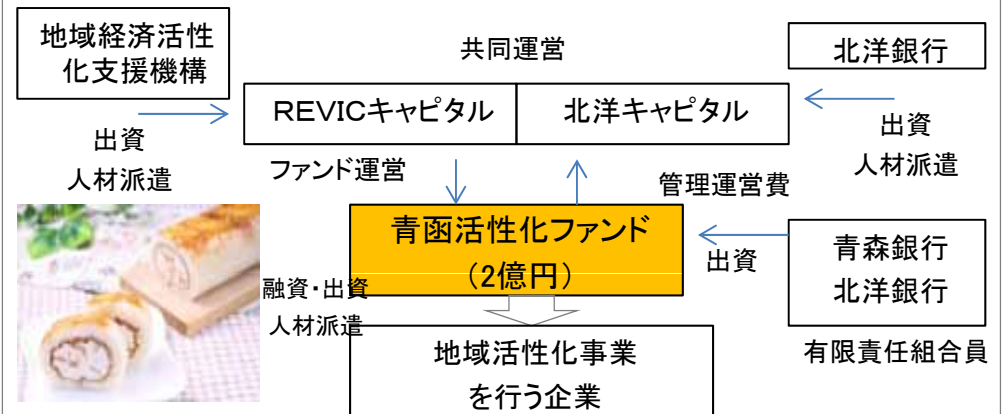 地域経済活性
化支援機構
共同運営
北洋銀行
REVICキャピタル
北洋キャピタル
出資
人材派遣
出資
人材派遣
ファンド運営
管理運営費
青函活性化ファンド
(2億円)
出資
青森銀行
北洋銀行
融資・出資
人材派遣
有限責任組合員
地域活性化事業
を行う企業